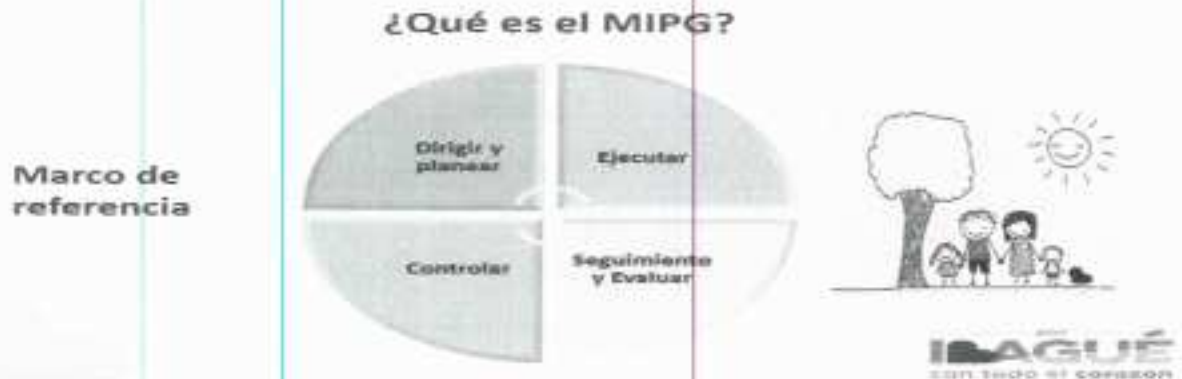 ¿Qué es el MIPG?
Marco de
referencia
Dirigir y
planear
Ejecutar
Controlar
Seguimiento
y Evaluar
IBAGUÉ
con todo el corazón